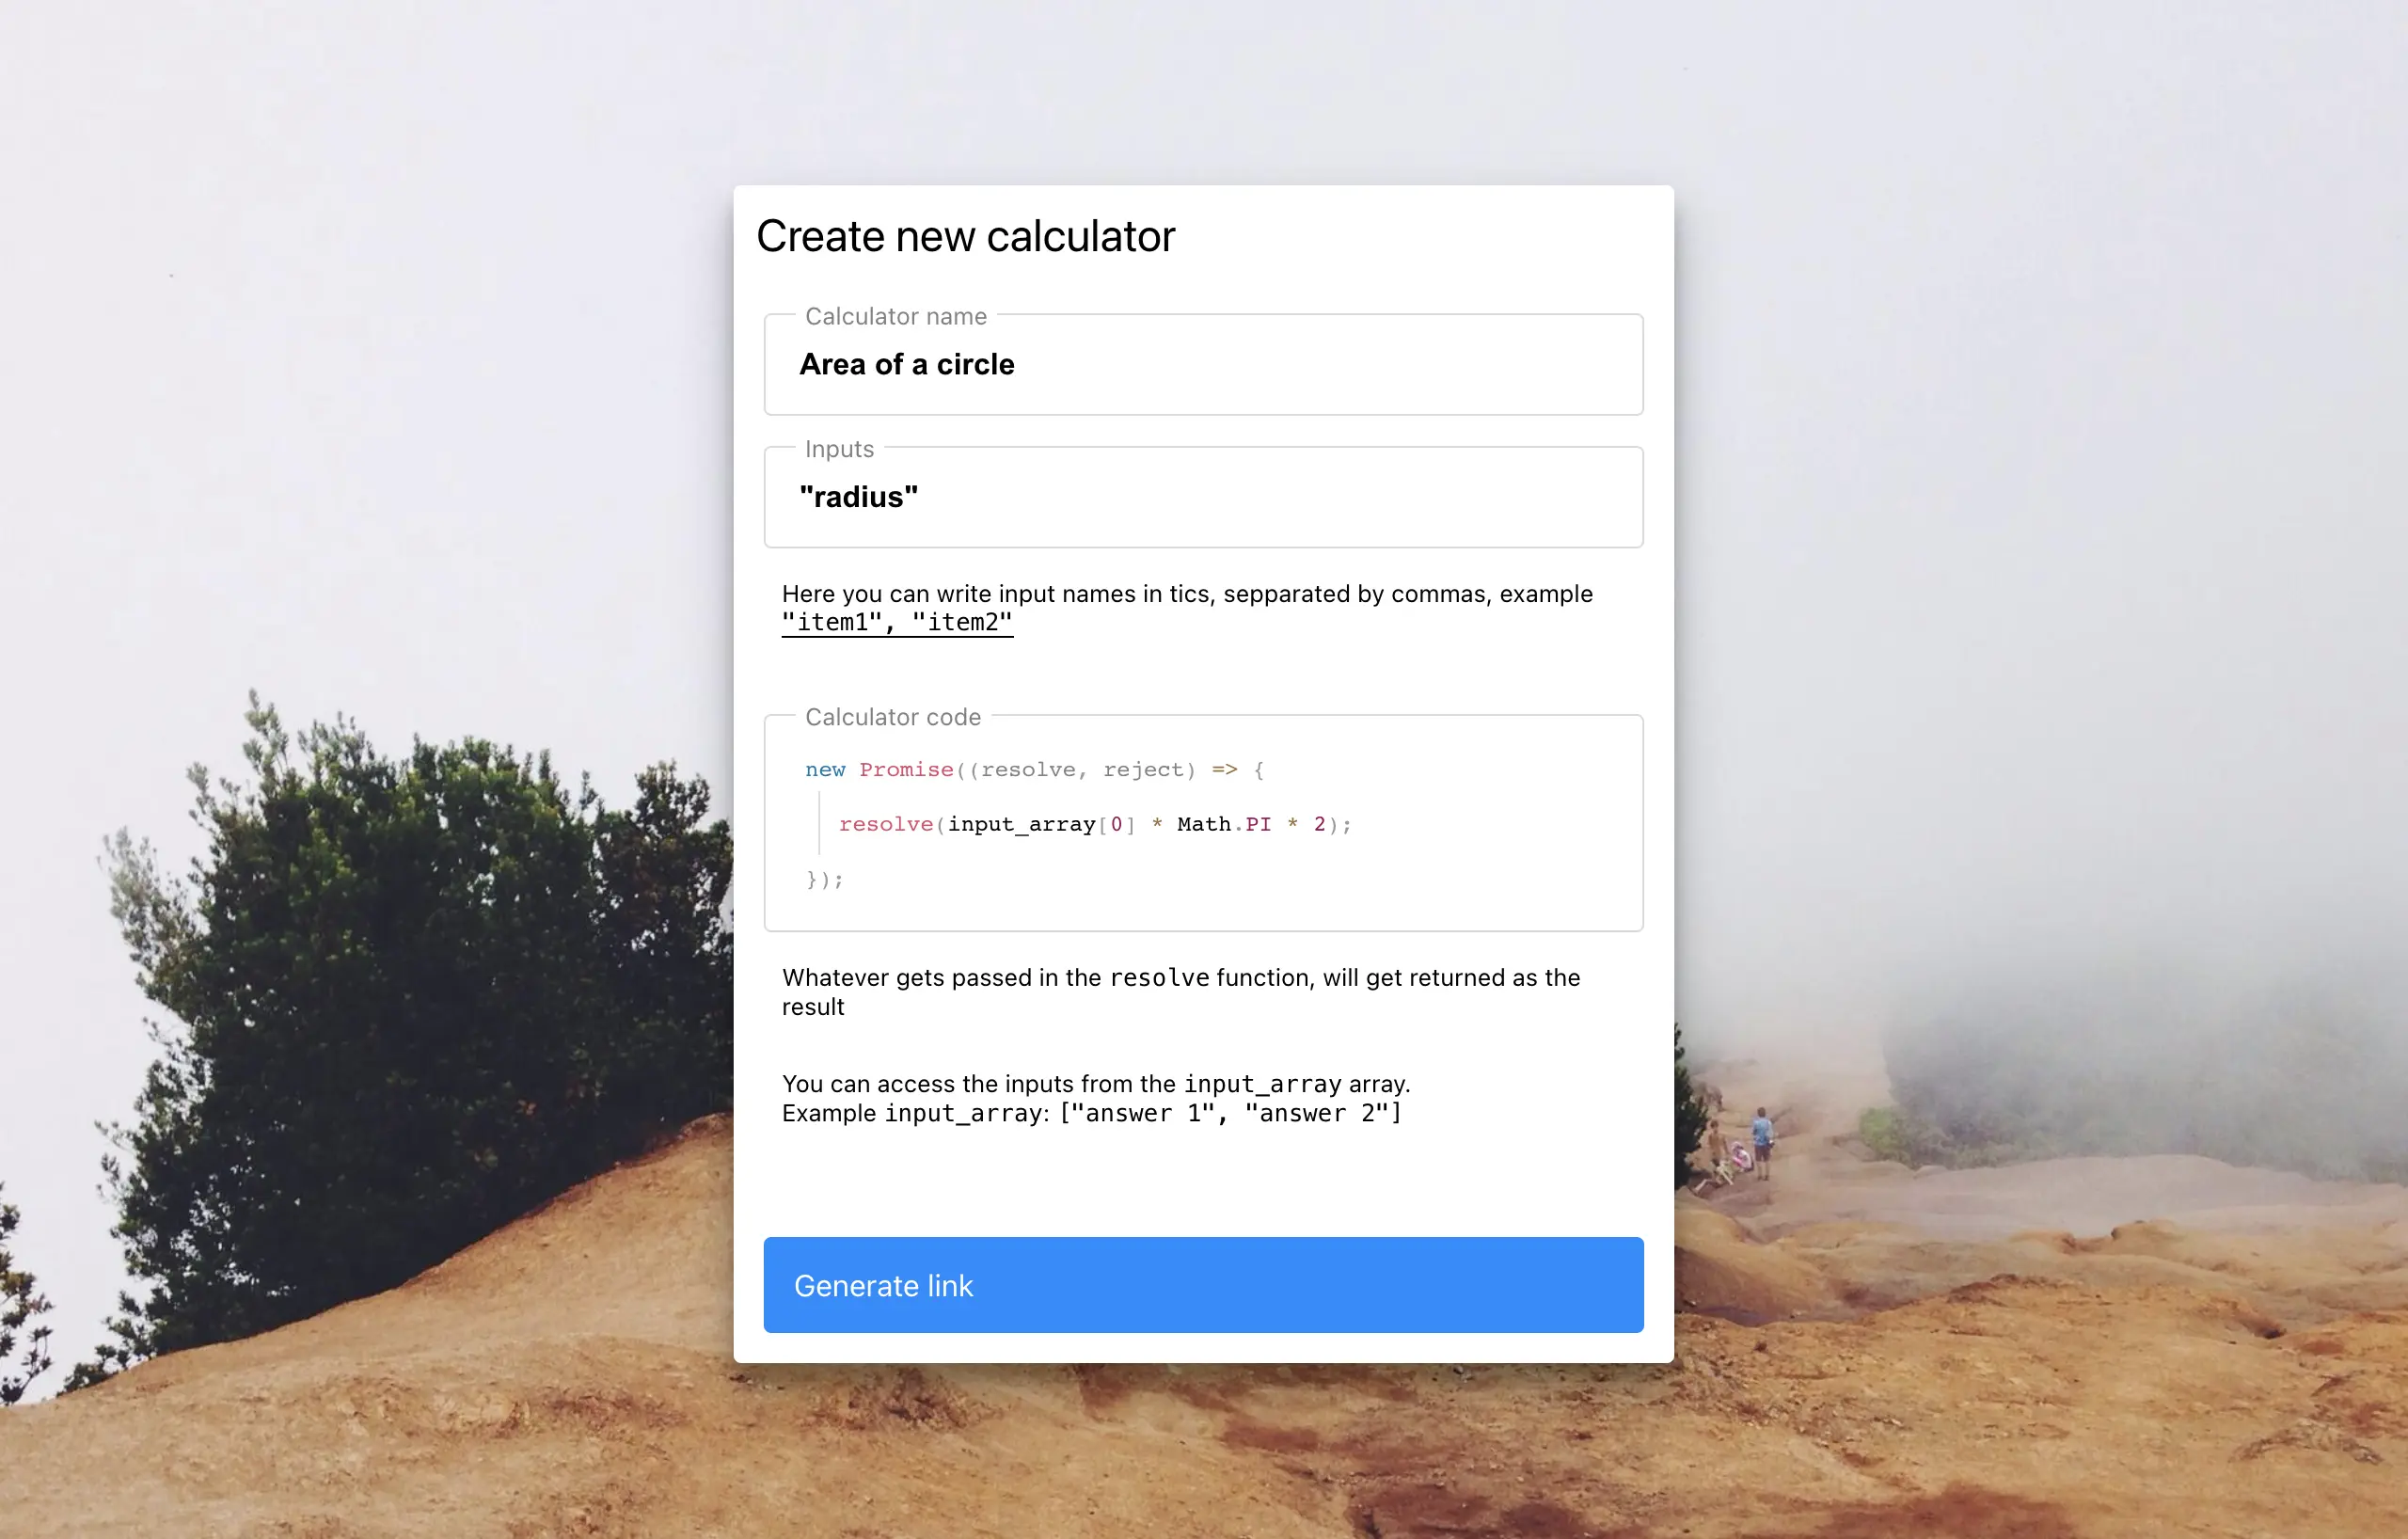 Create new calculator
Calculator name
Area of a circle
Inputs
"radius"
Here you can write input names in tics, sepparated by commas, example
"item1", "item2"
Calculator code
new Promise((resolve, reject) => {
resolve(input_array[0] * Math.PI * 2);
});
Whatever gets passed in the resolve function, will get returned as the
result
You can access the inputs from the input_array array.
Example input_array: ["answer 1", "answer 2"]
Generate link